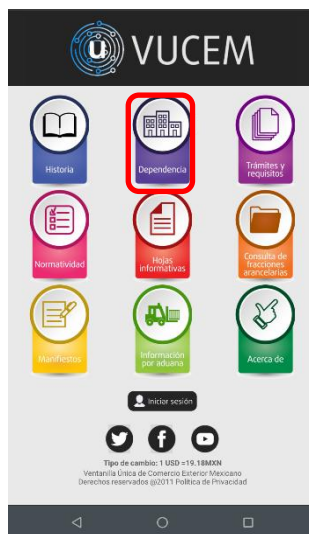 VUCEM
Historia
Dependencia
Trámites y
requisitos
Normatividad
Hojas
informativas
Consulta de
fracciones
arancelarias
Manifiestos
Información
por aduana
Acerca de
Iniciar sesión
Tipo de cambio: 1 USD =19.18MXN
Ventanilla Única de Comercio Exterior Mexicano
Derechos reservados @2011 Política de Privacidad